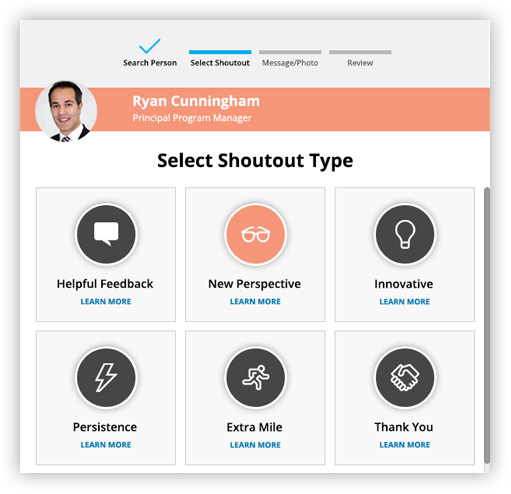 Search Person Select Shoutout Message/Photo Review
Ryan Cunningham
Principal Program Manager
Select Shoutout Type
Helpful Feedback New Perspective Innovative
LEARN MORE LEARN MORE LEARN MORE
Persistence Extra Mile Thank You
LEARN MORE LEARN MORE LEARN MORE